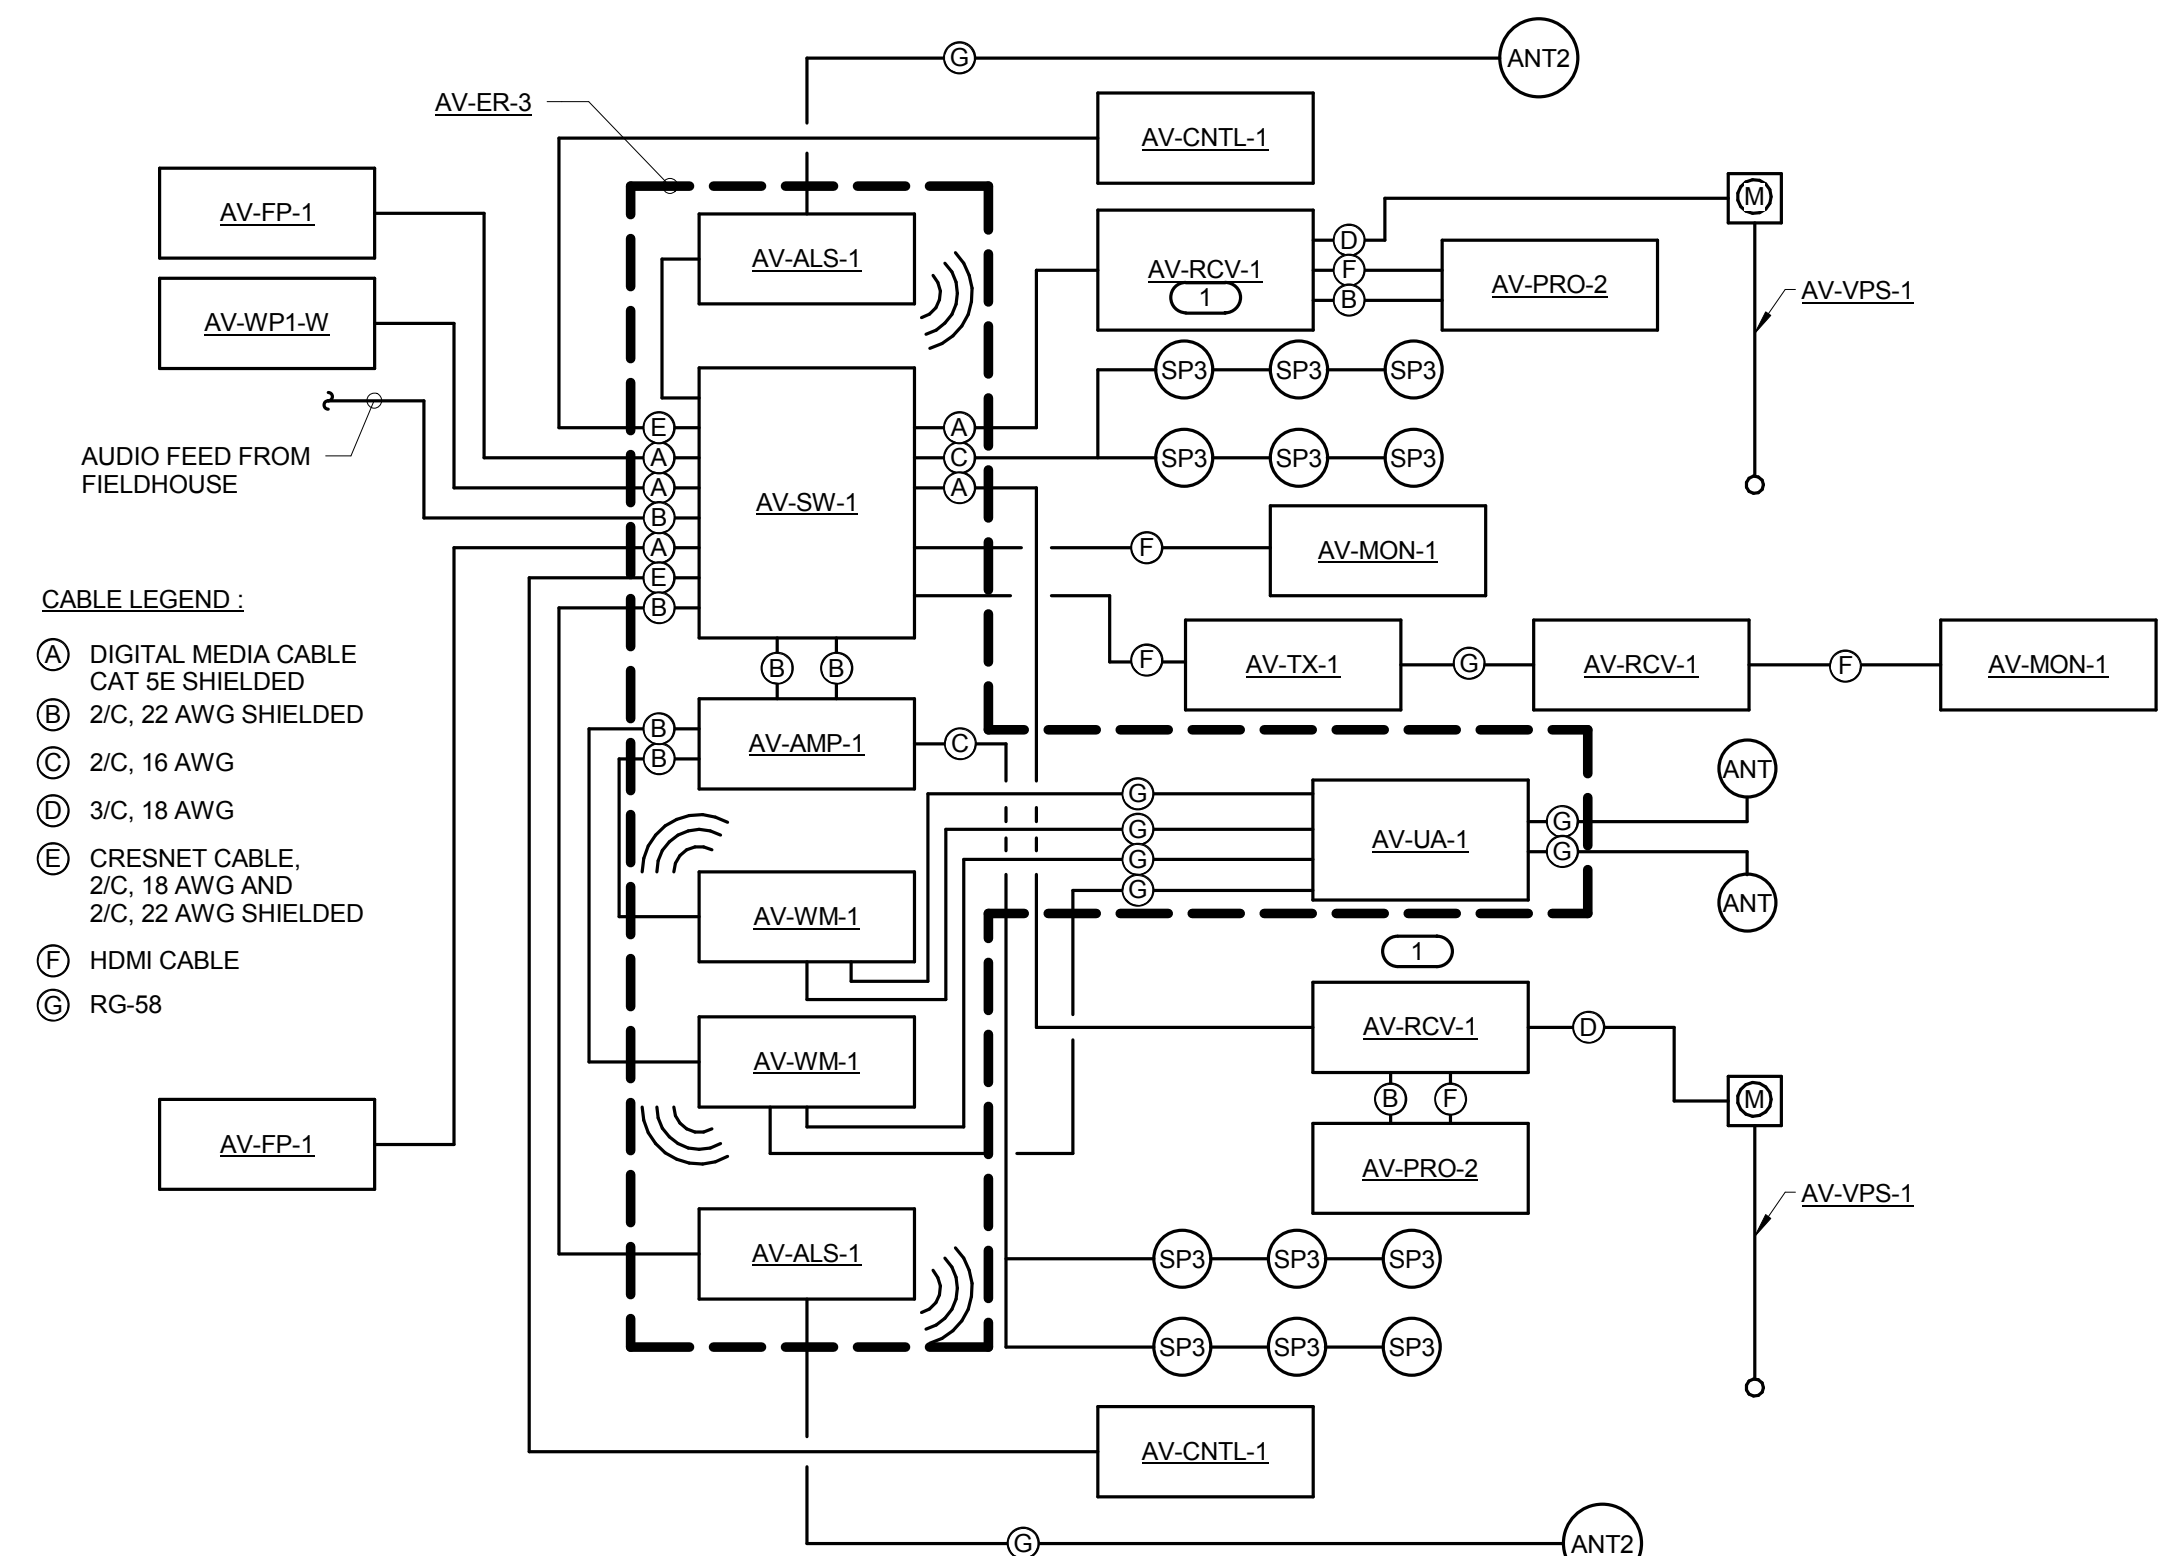 G
ANT2
AV-ER-3
AV-CNTL-1
AV-FP-1
AV-ALS-1
AV-RCV-1
1
D
F
B
AV-PRO-2
M
AV-VPS-1
AV-WP1-W
SP3 SP3 SP3
AUDIO FEED FROM
FIELDHOUSE
E
A
A
B
A
E
B
AV-SW-1
A
C
A
SP3 SP3 SP3
F
AV-MON-1
F
AV-TX-1
G
AV-RCV-1
F
AV-MON-1
CABLE LEGEND :
A DIGITAL MEDIA CABLE
CAT 5E SHIELDED
B 2/C, 22 AWG SHIELDED
C 2/C, 16 AWG
D 3/C, 18 AWG
E CRESNET CABLE,
2/C, 18 AWG AND
2/C, 22 AWG SHIELDED
F HDMI CABLE
G RG-58
B B
B
B
AV-AMP-1
C
G
G
G
G
AV-UA-1
G
G
ANT
ANT
AV-WM-1
1
AV-WM-1
AV-RCV-1
D
M
B F
AV-PRO-2
AV-VPS-1
AV-FP-1
AV-ALS-1
SP3 SP3 SP3
SP3 SP3 SP3
AV-CNTL-1
G
ANT2